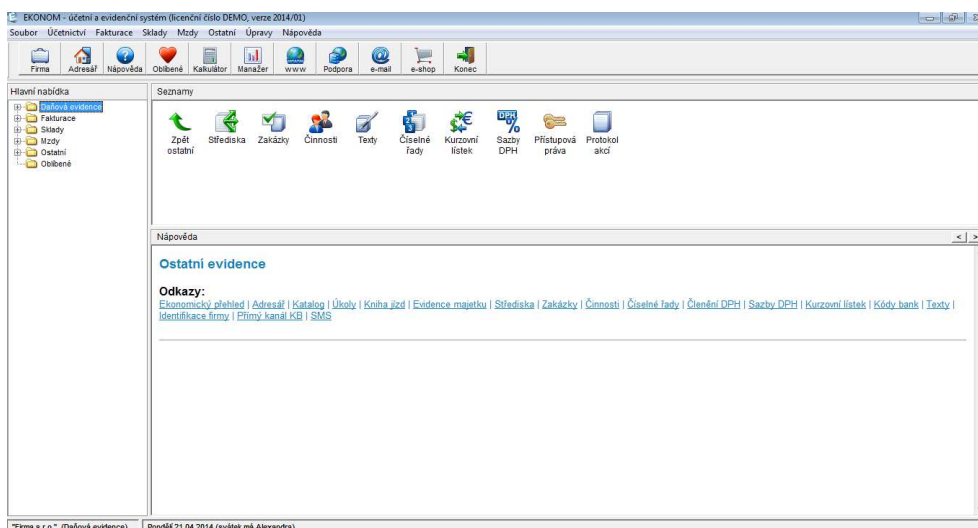 EKONOM - účetní a evidenční systém (licenční číslo DEMO, verze 2014/01)
Soubor Účetnictví Fakturace Sklady Mzdy Ostatní Úpravy Nápověda
Firma Adresář Nápověda Oblíbené Kalkulátor Manažer www Podpora e-mail e-shop Konec
Hlavní nabídka
Daňová evidence
Fakturace
Sklady
Mzdy
Ostatní
Oblíbené
Seznamy
Zpět ostatní Střediska Zakázky Činnosti Texty Číselné řady Kurzovní lístek Sazby DPH Přístupová práva Protokol akcí
Nápověda
Ostatní evidence
Odkazy:
Ekonomický přehled | Adresář | Katalog | Úkoly | Kniha jízd | Evidence majetku | Střediska | Zakázky | Činnosti | Číselné řady | Členění DPH | Sazby DPH | Kurzovní lístek | Kódy bank | Texty |
Identifikace firmy | Přímý kanál KB | SMS
"Firma s.r.o." (Daňová evidence) Pondělí 21.04.2014 (svátek má Alexandra)